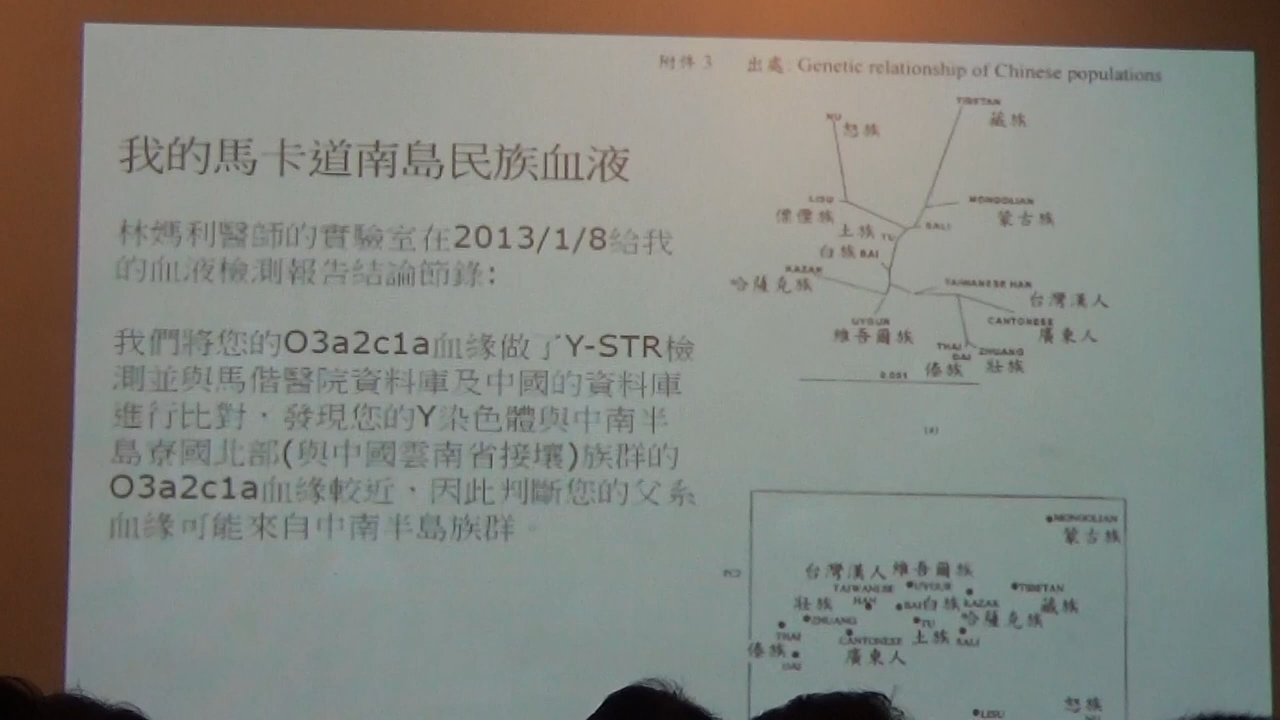 附件 3 出處: Genetic relationship of Chinese populations
我的馬卡道南島民族血液
林媽利醫師的實驗室在2013/1/8給我
的血液檢測報告結論節錄:
我們將您的O3a2c1a血緣做了Y-STR檢
測並與馬偕醫院資料庫及中國的資料庫
進行比對,發現您的Y染色體與中南半
島寮國北部(與中國雲南省接壤)族群的
O3a2c1a血緣較近,因此判斷您的父系
血緣可能來自中南半島族群。
TIBETAN
藏族
NU
怒族
LISU
傈僳族
MONGOLIAN
蒙古族
土族 TU
SALI
白族 BAI
KAZAK
哈薩克族
TAIWANESE HAN
台灣漢人
UYGUR
維吾爾族
CANTONESE
廣東人
THAI
DAI
傣族
ZHUANG
壯族
0.051
(a)
MONGOLIAN
蒙古族
PC2
台灣漢人 維吾爾族
TAIWANESE
HAN
UYGUR
TIBETAN
藏族
壯族
BAI白族
KAZAK
哈薩克族
ZHUANG
TU
土族
SALI
THAI
CANTONESE
廣東人
傣族
DAI
LISU
怒族